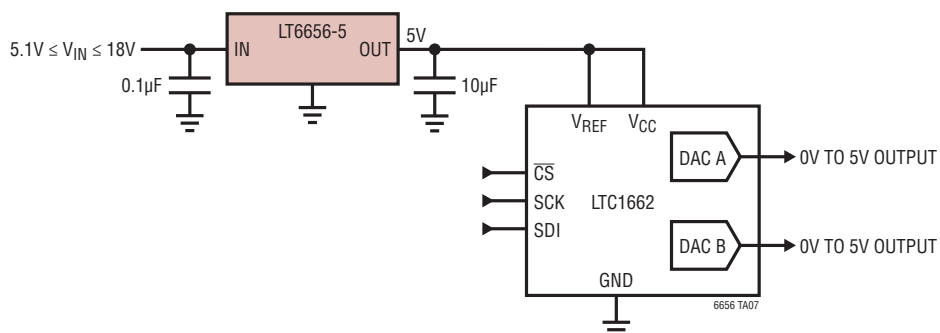 LT6656-5
5.1V ≤ VIN ≤ 18V
IN
OUT
5V
0.1µF
10µF
VREF
VCC
DAC A
0V TO 5V OUTPUT
CS
SCK
LTC1662
SDI
DAC B
0V TO 5V OUTPUT
GND
6656 TA07